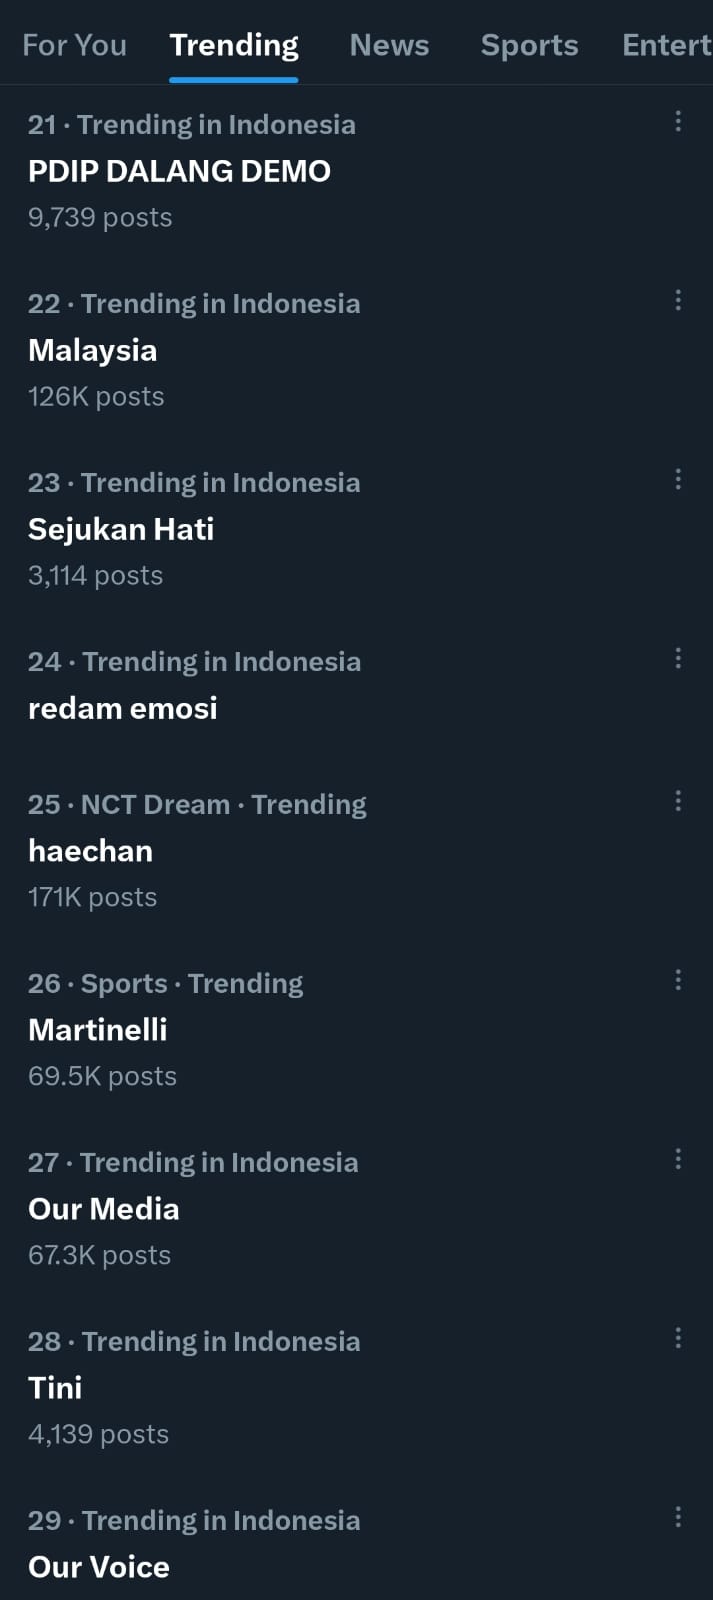 For You Trending News Sports Entert
21 · Trending in Indonesia
PDIP DALANG DEMO
9,739 posts
22 · Trending in Indonesia
Malaysia
126K posts
23 · Trending in Indonesia
Sejukan Hati
3,114 posts
24 · Trending in Indonesia
redam emosi
25 · NCT Dream · Trending
haechan
171K posts
26 · Sports · Trending
Martinelli
69.5K posts
27 · Trending in Indonesia
Our Media
67.3K posts
28 · Trending in Indonesia
Tini
4,139 posts
29 · Trending in Indonesia
Our Voice